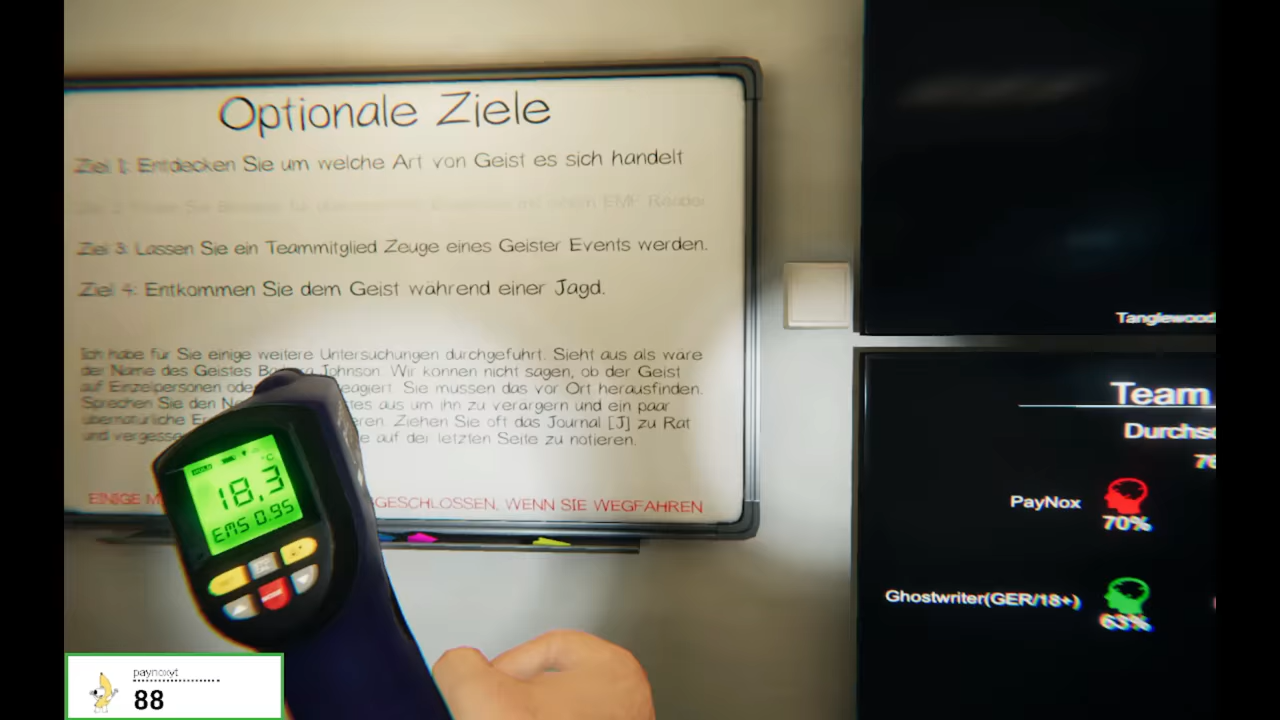 Optionale Ziele
Ziel 1: Entdecken Sie um welche Art von Geist es sich handelt
EMF Reader
Ziel 3: Lassen Sie ein Teammitglied Zeuge eines Geister Events werden.
Ziel 4: Entkommen Sie dem Geist während einer Jagd.
Ich habe für Sie einige weitere Untersuchungen durchgeführt. Sieht aus als wäre
der Name des Geistes Johnson. Wir können nicht sagen, ob der Geist
auf Einzelpersonen Sie müssen das vor Ort herausfinden.
Sprechen Sie den aus um ihn zu verärgern und ein paar
Ziehen Sie oft das Journal [J] zu Rat
und auf der letzten Seite zu notieren.
EINIGE WENN SIE WEGFAHREN
18.3
°C
EMS 0.95
Tanglewood
Team
PayNox
70%
Ghostwriter(GER/18+)
63%
paynoxyt
88